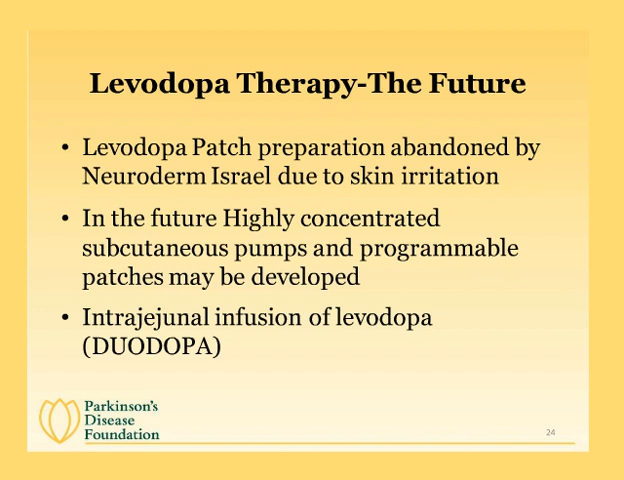 Levodopa Therapy-The Future
• Levodopa Patch preparation abandoned by
Neuroderm Israel due to skin irritation
• In the future Highly concentrated
subcutaneous pumps and programmable
patches may be developed
• Intrajejunal infusion of levodopa
(DUODOPA)
Parkinson's
Disease
Foundation
24